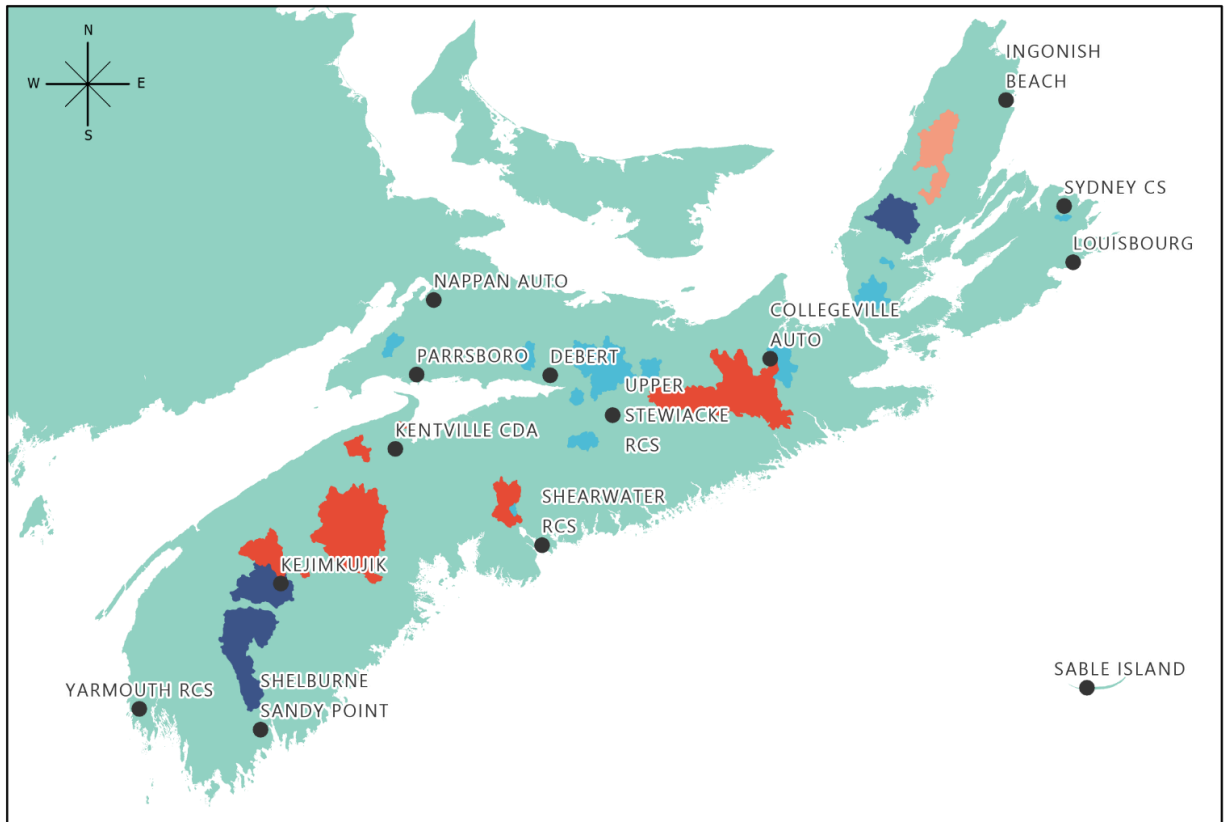 N
W E
S
INGONISH
BEACH
SYDNEY CS
LOUISBOURG
NAPPAN AUTO
COLLEGEVILLE
AUTO
PARRSBORO
DEBERT
UPPER
STEWIACKE
RCS
KENTVILLE CDA
SHEARWATER
RCS
KEJIMKUJIK
SABLE ISLAND
YARMOUTH RCS
SHELBURNE
SANDY POINT